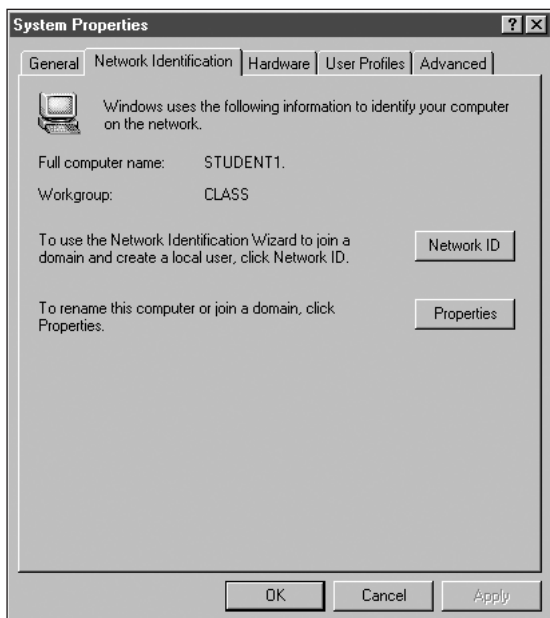 System Properties
? X
General Network Identification Hardware User Profiles Advanced
Windows uses the following information to identify your computer
on the network.
Full computer name: STUDENT1.
Workgroup: CLASS
To use the Network Identification Wizard to join a
domain and create a local user, click Network ID.
Network ID
To rename this computer or join a domain, click
Properties.
Properties
OK Cancel Apply